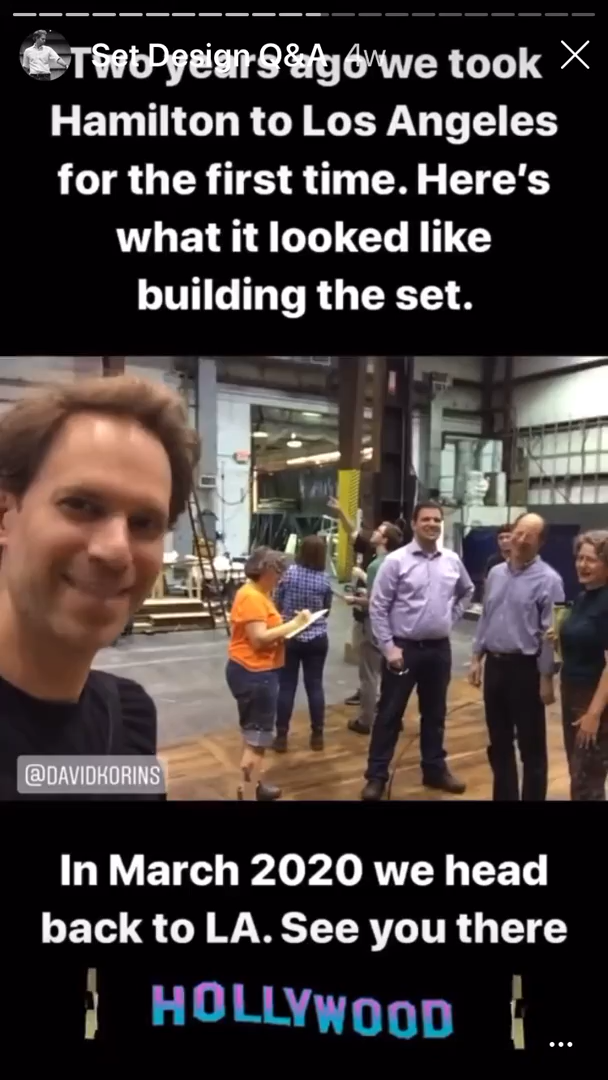 Set Design Q&A 4w
Two years ago we took
Hamilton to Los Angeles
for the first time. Here’s
what it looked like
building the set.
@DAVIDKORINS
In March 2020 we head
back to LA. See you there
HOLLYWOOD